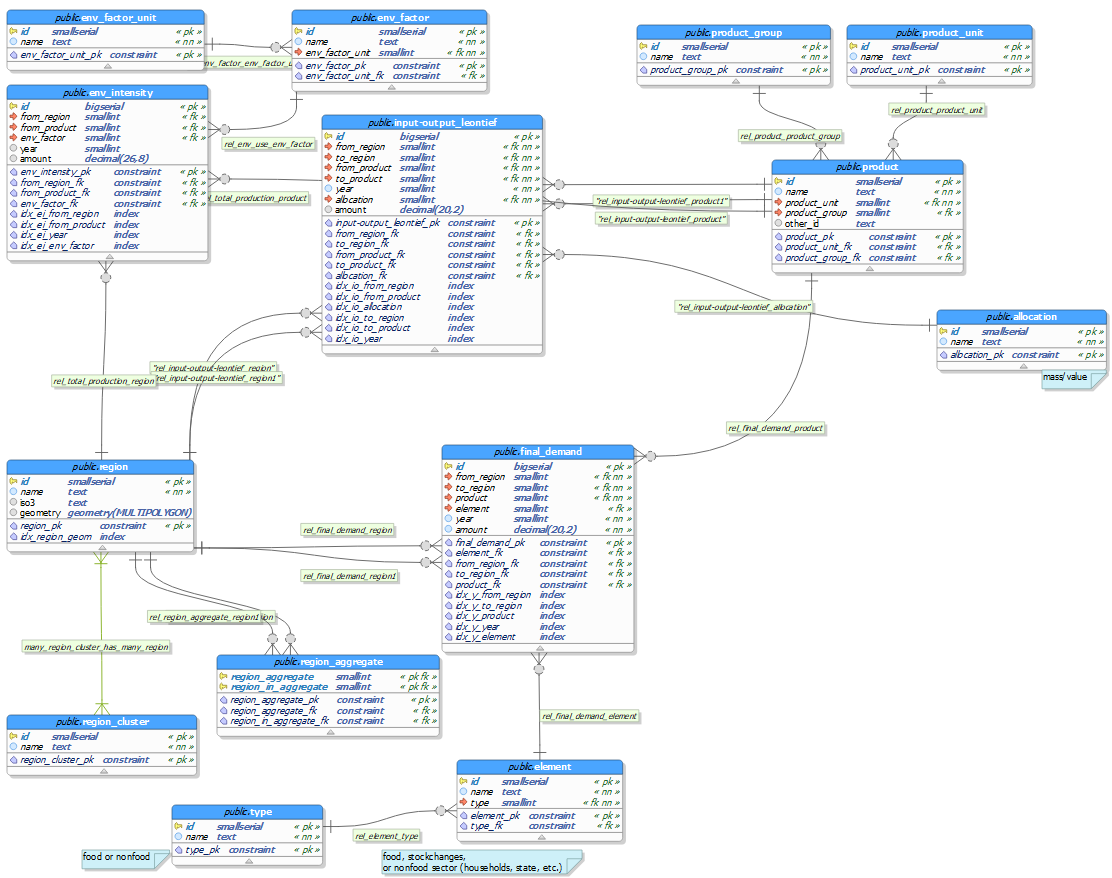 public.env_factor_unit
id smallserial « pk »
name text « nn »
env_factor_unit_pk constraint « pk »
public.env_factor
id smallserial « pk »
name text « nn »
env_factor_unit smallint « fk nn »
env_factor_pk constraint « pk »
env_factor_unit_fk constraint « fk »
public.product_group
id smallserial « pk »
name text « nn »
product_group_pk constraint « pk »
public.product_unit
id smallserial « pk »
name text « nn »
product_unit_pk constraint « pk »
public.env_intensity
id bigserial « pk »
from_region smallint « fk »
from_product smallint « fk »
env_factor smallint « fk »
year smallint
amount decimal(26,8)
env_intensity_pk constraint « pk »
from_region_fk constraint « fk »
from_product_fk constraint « fk »
env_factor_fk constraint « fk »
idx_ei_from_region index
idx_ei_from_product index
idx_ei_year index
idx_ei_env_factor index
rel_env_use_env_factor
l_total_production_product
public.input-output_leontief
id bigserial « pk »
from_region smallint « fk nn »
to_region smallint « fk nn »
from_product smallint « fk nn »
to_product smallint « fk nn »
year smallint « nn »
allocation smallint « fk nn »
amount decimal(20,2)
input-output_leontief_pk constraint « pk »
from_region_fk constraint « fk »
to_region_fk constraint « fk »
from_product_fk constraint « fk »
to_product_fk constraint « fk »
allocation_fk constraint « fk »
idx_io_from_region index
idx_io_from_product index
idx_io_allocation index
idx_io_to_region index
idx_io_to_product index
idx_io_year index
rel_product_product_group
rel_product_product_unit
public.product
id smallserial « pk »
name text « nn »
product_unit smallint « fk nn »
product_group smallint « fk »
other_id text
product_pk constraint « pk »
product_unit_fk constraint « fk »
product_group_fk constraint « fk »
"rel_input-output-leontief_product1"
"rel_input-output-leontief_product"
"rel_input-output-leontief_allocation"
public.allocation
id smallserial « pk »
name text « nn »
allocation_pk constraint « pk »
mass/value
"rel_input-output-leontief_region"
"rel_input-output-leontief_region1"
rel_total_production_region
rel_final_demand_product
public.region
id smallserial « pk »
name text « nn »
iso3 text
geometry geometry(MULTIPOLYGON)
region_pk constraint « pk »
idx_region_geom index
public.final_demand
id bigserial « pk »
from_region smallint « fk nn »
to_region smallint « fk nn »
product smallint « fk nn »
element smallint « fk nn »
year smallint « nn »
amount decimal(20,2) « nn »
final_demand_pk constraint « pk »
element_fk constraint « fk »
from_region_fk constraint « fk »
to_region_fk constraint « fk »
product_fk constraint « fk »
idx_y_from_region index
idx_y_to_region index
idx_y_product index
idx_y_year index
idx_y_element index
rel_final_demand_region
rel_final_demand_region1
rel_region_aggregate_region1
many_region_cluster_has_many_region
public.region_aggregate
region_aggregate smallint « pk fk »
region_in_aggregate smallint « pk fk »
region_aggregate_pk constraint « pk »
region_aggregate_fk constraint « fk »
region_in_aggregate_fk constraint « fk »
public.region_cluster
id smallserial « pk »
name text « nn »
region_cluster_pk constraint « pk »
rel_final_demand_element
public.element
id smallserial « pk »
name text « nn »
type smallint « fk nn »
element_pk constraint « pk »
type_fk constraint « fk »
public.type
id smallserial « pk »
name text « nn »
type_pk constraint « pk »
rel_element_type
food or nonfood
food, stockchanges,
or nonfood sector (households, state, etc.)